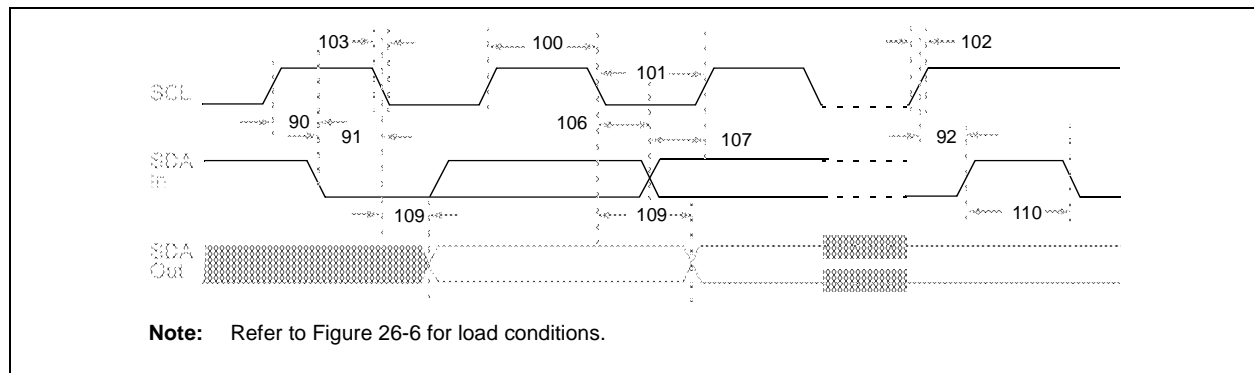 103
100
102
101
SCL
90
91
106
107
92
SDA
In
109
109
110
SDA
Out
Note: Refer to Figure 26-6 for load conditions.